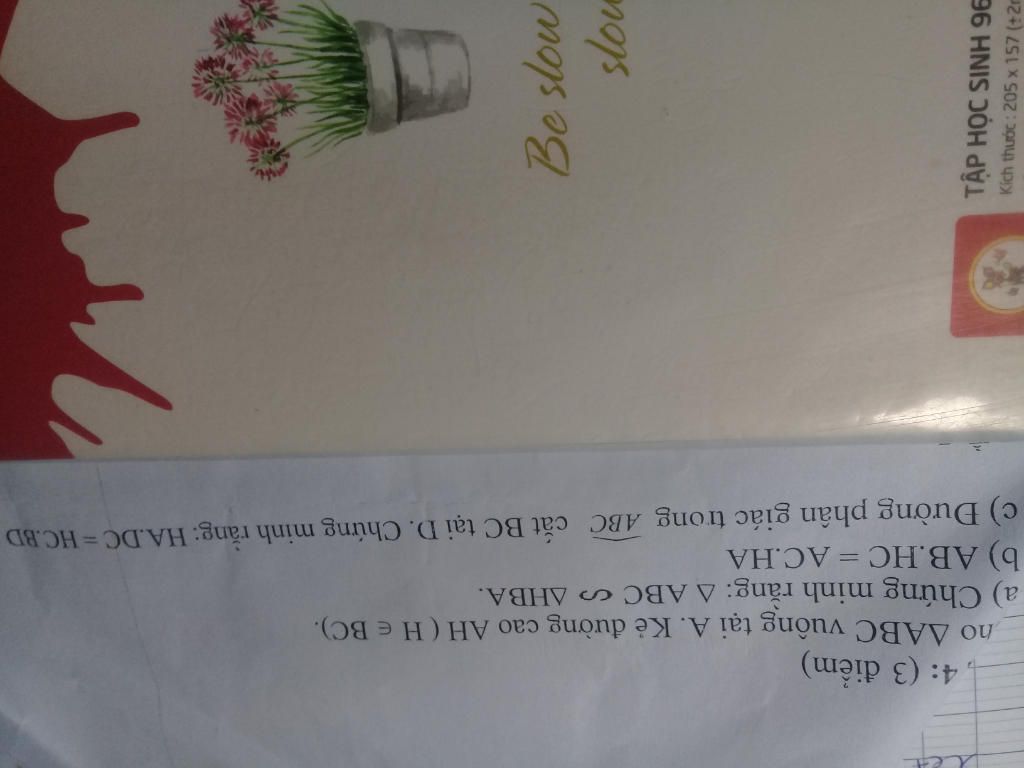 Be slow
slow
TẬP HỌC SINH 96
Kích thước : 205 x 157 (±2
4: (3 điểm)
ho ΔABC vuông tại A. Kẻ đường cao AH ( H ∈ BC).
a) Chứng minh rằng: Δ ABC ∽ ΔHBA.
b) AB.HC = AC.HA
c) Đường phân giác trong ABC cắt BC tại D. Chứng minh rằng: HA.DC = HC.BD